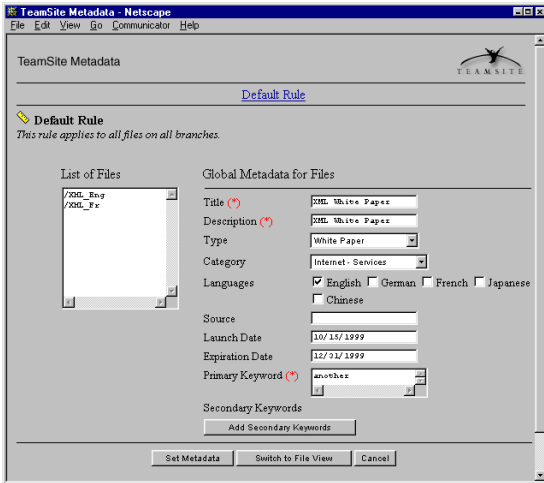 TeamSite Metadata - Netscape
File Edit View Go Communicator Help
TeamSite Metadata
TEAMSITE
Default Rule
Default Rule
This rule applies to all files on all branches.
List of Files
/XML_Eng
/XML_Fr
Global Metadata for Files
Title (*) XML White Paper
Description (*) XML White Paper
Type White Paper
Category Internet - Services
Languages English German French Japanese
Chinese
Source
Launch Date 10/15/1999
Expiration Date 12/31/1999
Primary Keyword (*) another
Secondary Keywords
Add Secondary Keywords
Set Metadata Switch to File View Cancel